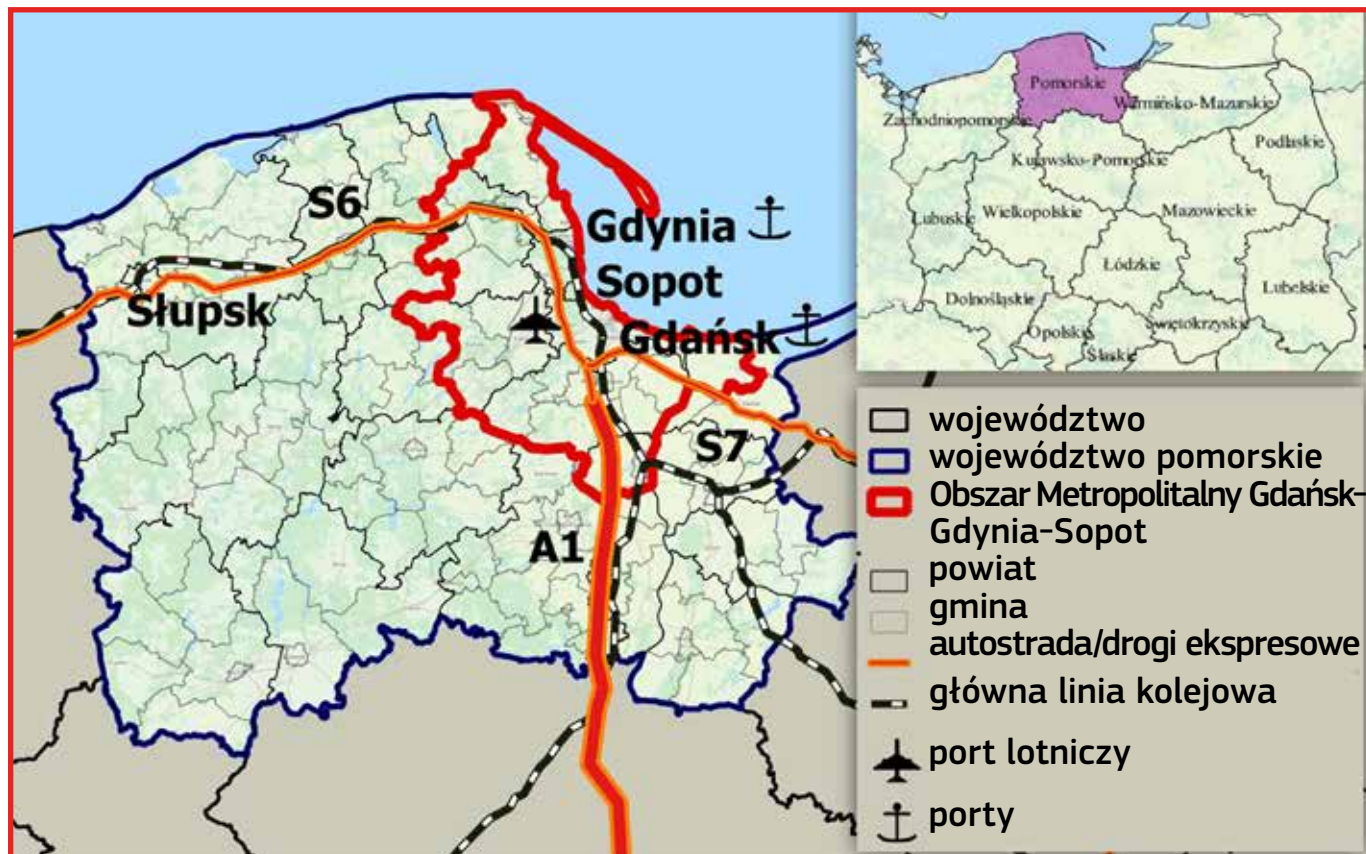 S6
Gdynia
Sopot
Słupsk
Gdańsk
S7
A1
Pomorskie
Warmińsko-Mazurskie
Zachodniopomorskie
Podlaskie
Kujawsko-Pomorskie
Lubuskie
Wielkopolskie
Mazowieckie
Łódzkie
Dolnośląskie
Lubelskie
Opolskie
Świętokrzyskie
Śląskie
województwo
województwo pomorskie
Obszar Metropolitalny Gdańsk-
Gdynia-Sopot
powiat
gmina
autostrada/drogi ekspresowe
główna linia kolejowa
port lotniczy
porty